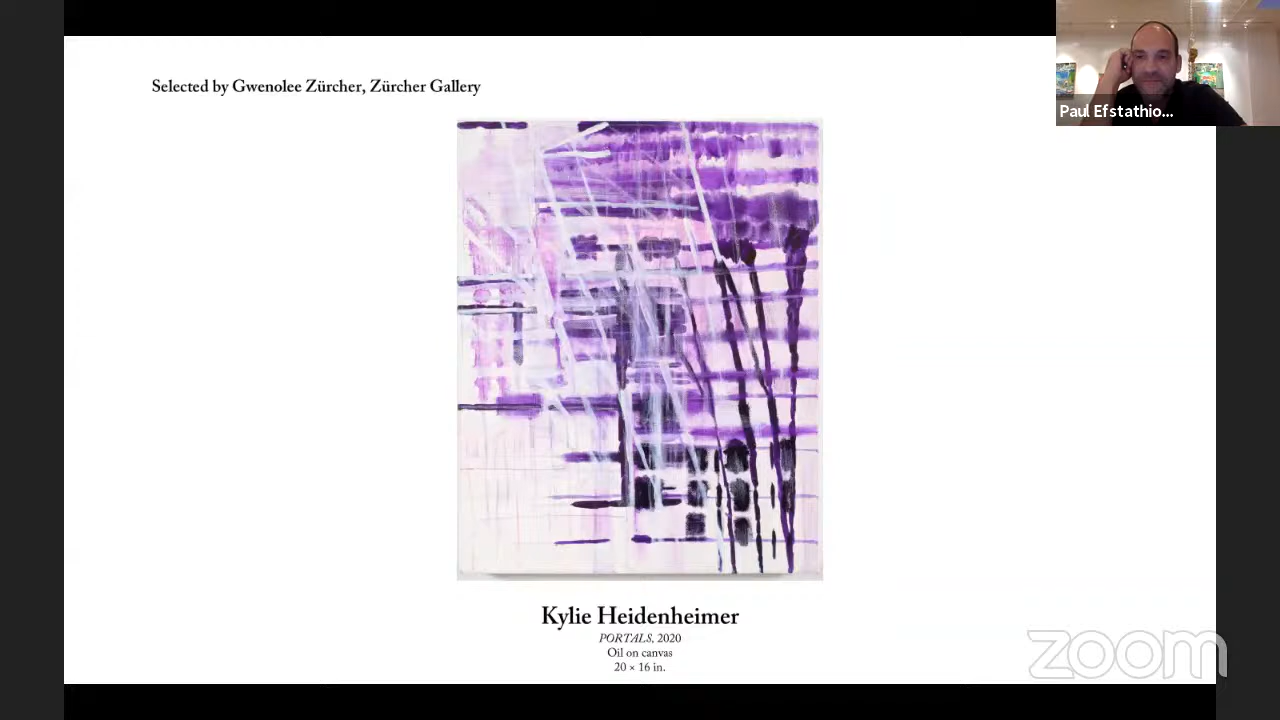 Selected by Gwenolee Zürcher, Zürcher Gallery
Paul Efstathio...
Kylie Heidenheimer
PORTALS, 2020
Oil on canvas
20 × 16 in.
zoom